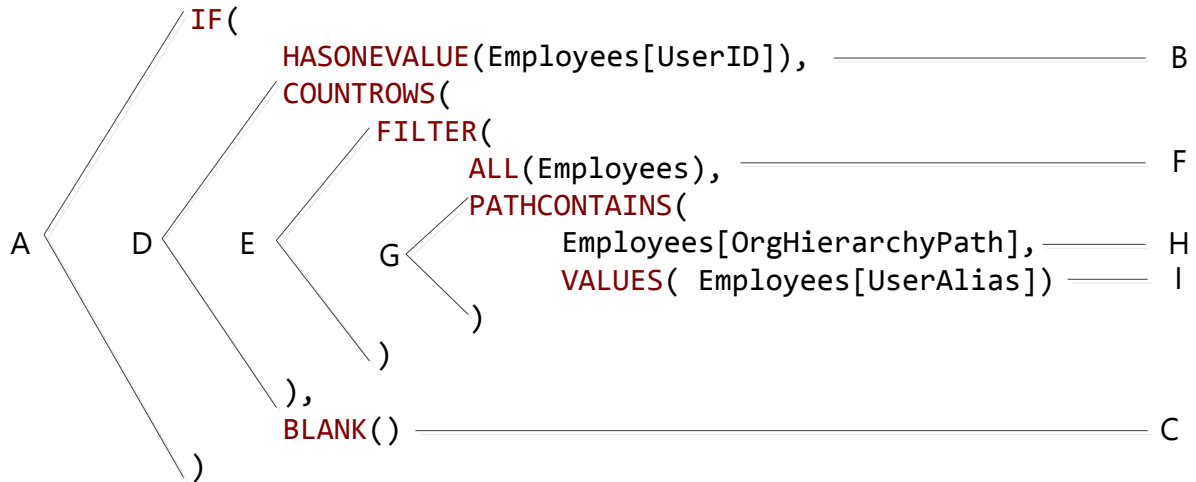 IF(
HASONEVALUE(Employees[UserID]), B
COUNTROWS(
FILTER(
ALL(Employees), F
PATHCONTAINS(
A D E G Employees[OrgHierarchyPath], H
VALUES( Employees[UserAlias]) I
)
)
),
BLANK() C
)